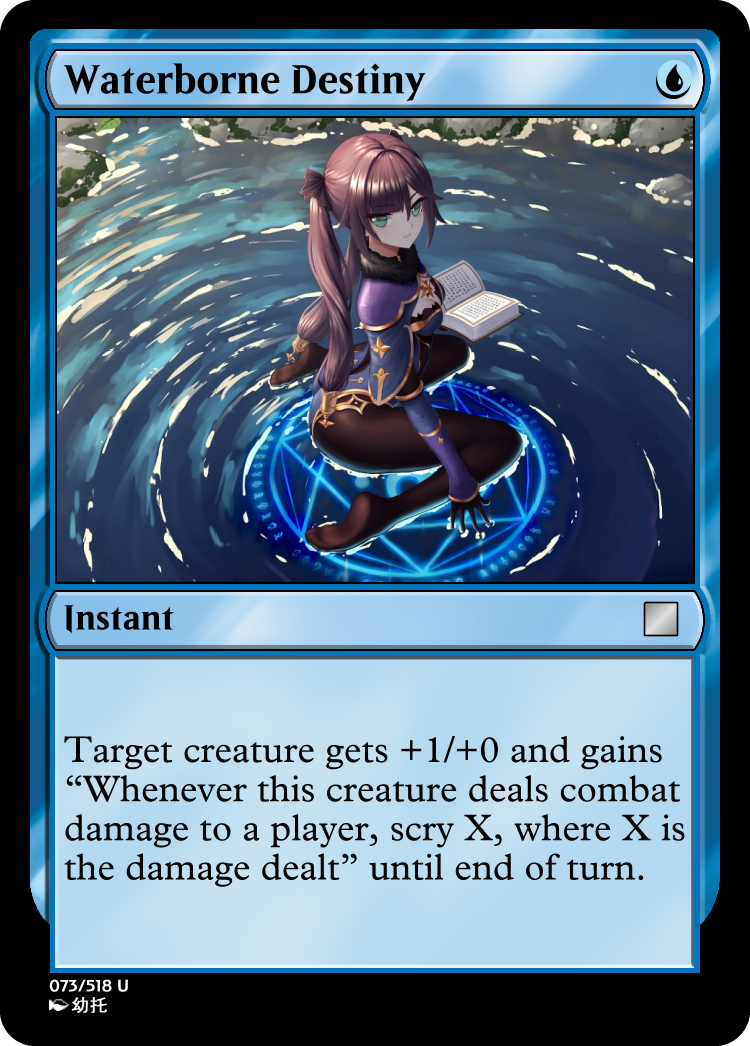 Waterborne Destiny
Instant
Target creature gets +1/+0 and gains
“Whenever this creature deals combat
damage to a player, scry X, where X is
the damage dealt” until end of turn.
073/518 U
幼托